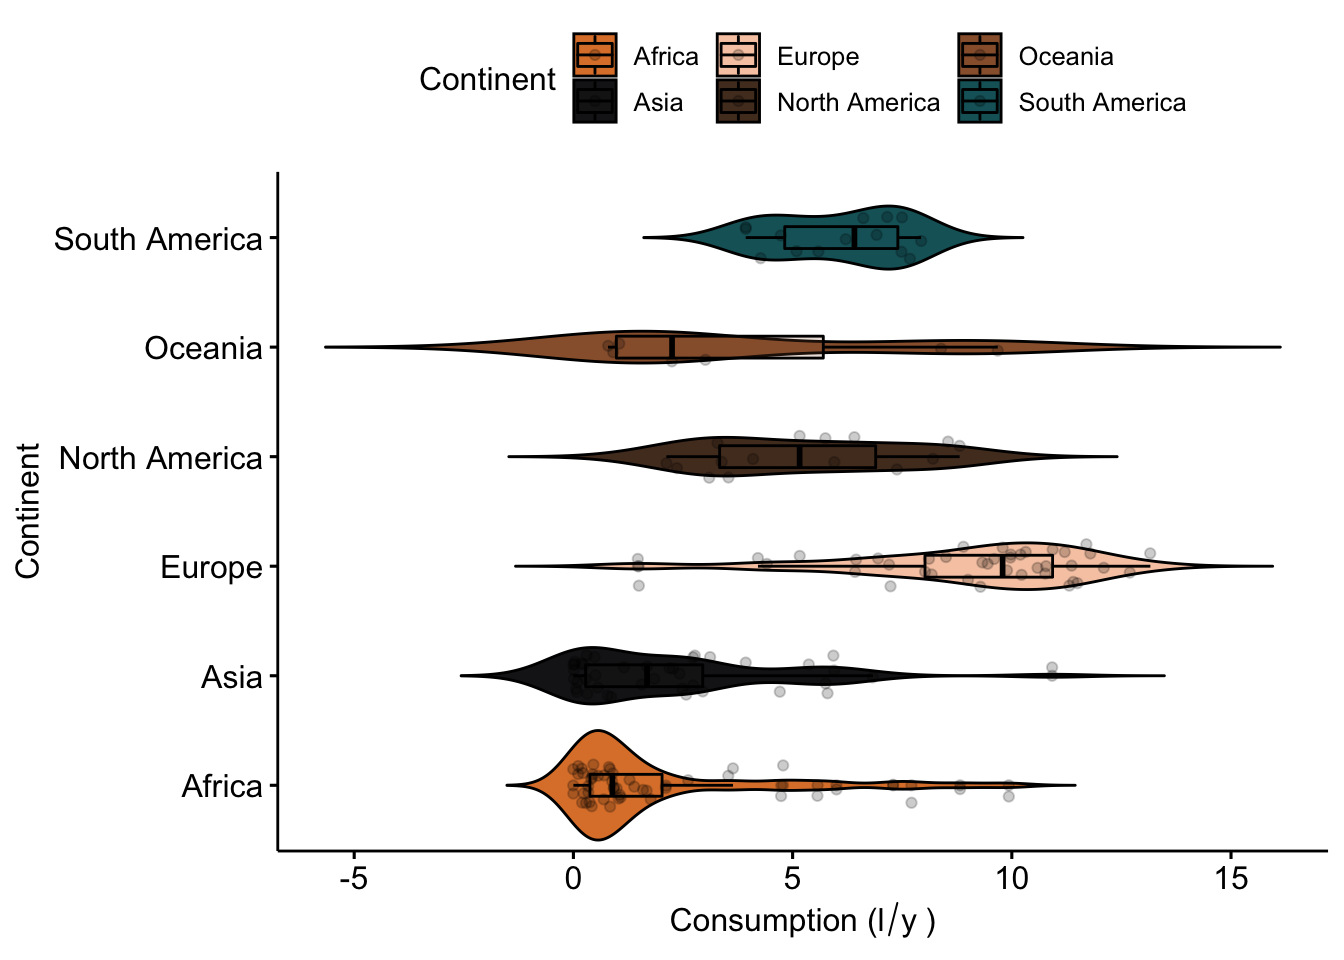 Continent
Africa
Europe
Oceania
Asia
North America
South America
South America
Oceania
North America
Europe
Asia
Africa
Continent
-5 0 5 10 15
Consumption (l/y )